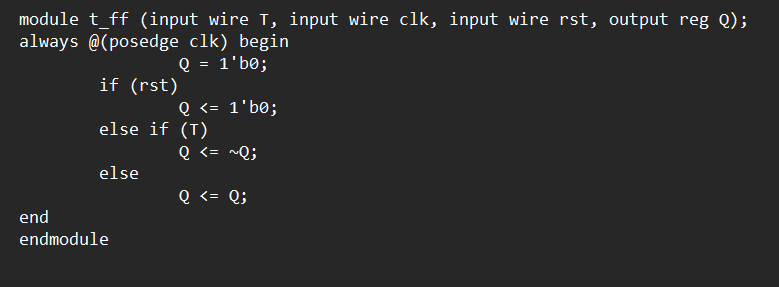 module t_ff (input wire T, input wire clk, input wire rst, output reg Q);
always @(posedge clk) begin
Q = 1'b0;
if (rst)
Q <= 1'b0;
else if (T)
Q <= ~Q;
else
Q <= Q;
end
endmodule